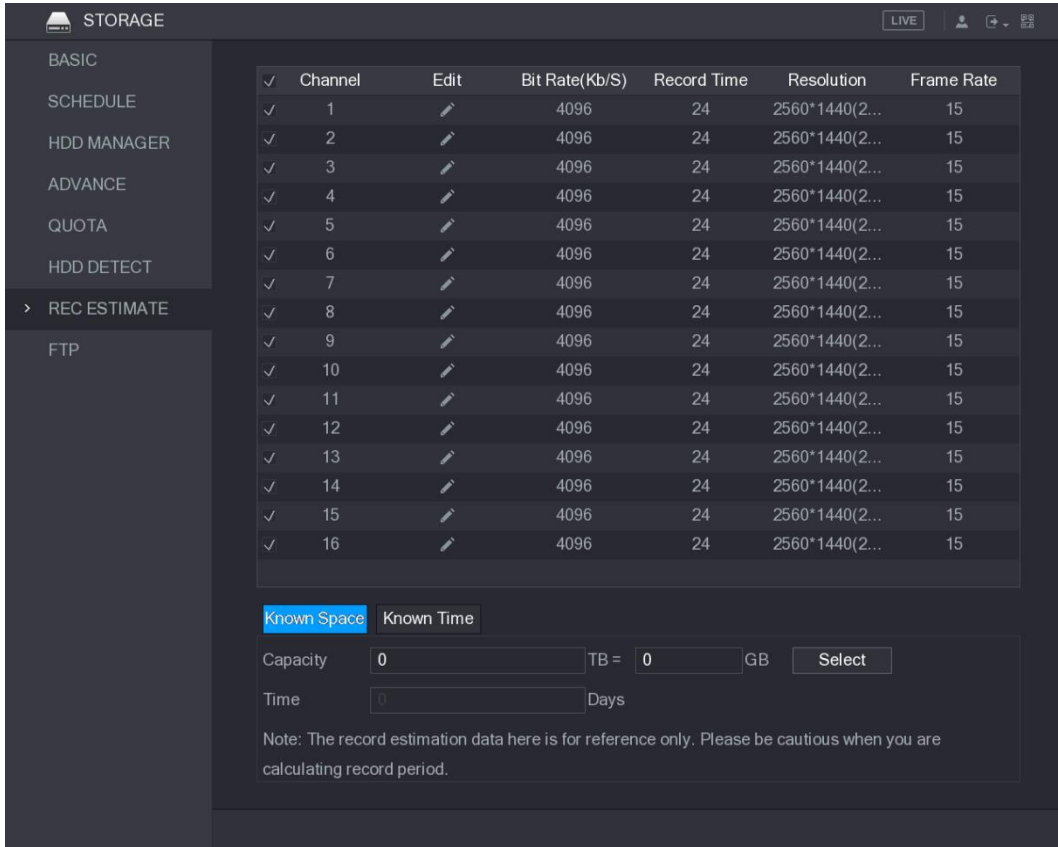 STORAGE LIVE
BASIC
SCHEDULE
HDD MANAGER
ADVANCE
QUOTA
HDD DETECT
REC ESTIMATE
FTP
Channel Edit Bit Rate(Kb/S) Record Time Resolution Frame Rate
1 4096 24 2560*1440(2... 15
2 4096 24 2560*1440(2... 15
3 4096 24 2560*1440(2... 15
4 4096 24 2560*1440(2... 15
5 4096 24 2560*1440(2... 15
6 4096 24 2560*1440(2... 15
7 4096 24 2560*1440(2... 15
8 4096 24 2560*1440(2... 15
9 4096 24 2560*1440(2... 15
10 4096 24 2560*1440(2... 15
11 4096 24 2560*1440(2... 15
12 4096 24 2560*1440(2... 15
13 4096 24 2560*1440(2... 15
14 4096 24 2560*1440(2... 15
15 4096 24 2560*1440(2... 15
16 4096 24 2560*1440(2... 15
Known Space Known Time
Capacity 0 TB = 0 GB Select
Time 0 Days
Note: The record estimation data here is for reference only. Please be cautious when you are
calculating record period.